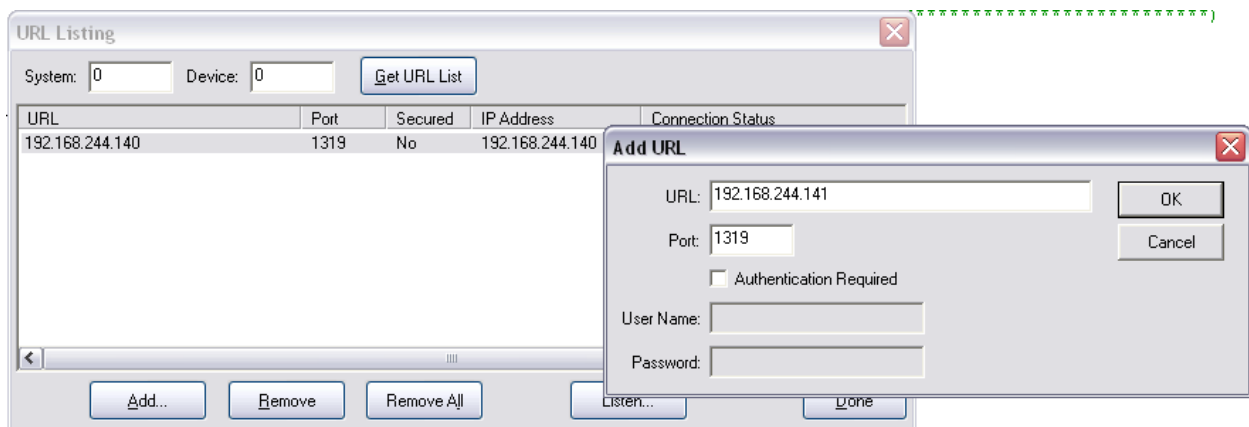 URL Listing
System: 0 Device: 0 Get URL List
URL Port Secured IP Address Connection Status
192.168.244.140 1319 No 192.168.244.140
Add... Remove Remove All Listen... Done
Add URL
URL: 192.168.244.141 OK
Port: 1319 Cancel
Authentication Required
User Name:
Password: